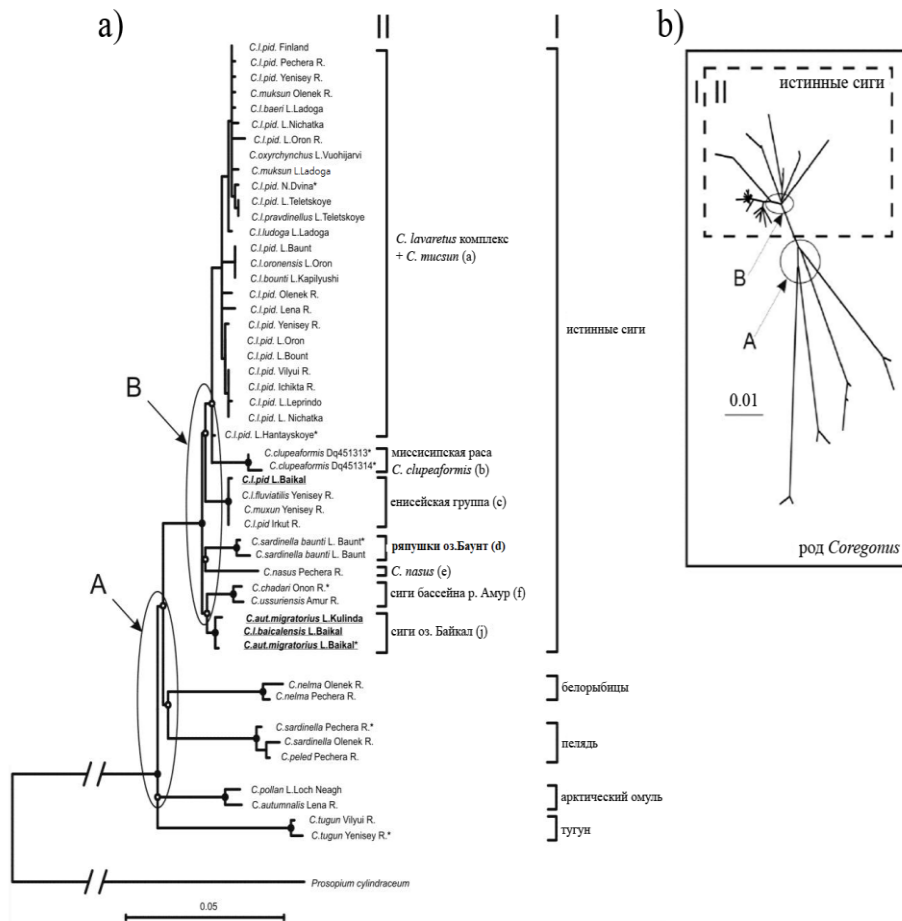 a)
II
I
b)
C.l.pid. Finland
C.l.pid. Pechera R.
C.l.pid. Yenisey R.
C.muksun Olenek R.
C.l.baeri L.Ladoga
C.l.pid. L.Nichatka
C.l.pid. L.Oron R.
C.oxyrchynchus L.Vuohijarvi
C.muksun L.Ladoga
C.l.pid. N.Dvina*
C.l.pid. L.Teletskoye
C.l.pravdinellus L.Teletskoye
C.l.ludoga L.Ladoga
C.l.pid. L.Baunt
C.l.oronensis L.Oron
C.l.bounti L.Kapilyushi
C.l.pid. Olenek R.
C.l.pid. Lena R.
C.l.pid. Yenisey R.
C.l.pid. L.Oron
C.l.pid. L.Bount
C.l.pid. Vilyui R.
C.l.pid. Ichikta R.
C.l.pid. L.Leprindo
C.l.pid. L. Nichatka
C.l.pid. L.Hantayskoye*
C.clupeaformis Dq451313*
C.clupeaformis Dq451314*
C.l.pid L.Baikal
C.l.fluviatilis Yenisey R.
C.muxun Yenisey R.
C.l.pid Irkut R.
C.sardinella baunti L. Baunt*
C.sardinella baunti L. Baunt
C.nasus Pechera R.
C.chadari Onon R.*
C.ussuriensis Amur R.
C.aut.migratorius L.Kulinda
C.l.baicalensis L.Baikal
C.aut.migratorius L.Baikal*
C.nelma Olenek R.
C.nelma Pechera R.
C.sardinella Pechera R.*
C.sardinella Olenek R.
C.peled Pechera R.
C.pollan L.Loch Neagh
C.autumnalis Lena R.
C.tugun Vilyui R.
C.tugun Yenisey R.*
Prosopium cylindraceum
B
A
0.05
C. lavaretus комплекс
+ C. mucsun (a)
миссисипская раса
C. clupeaformis (b)
енисейская группа (c)
ряпушки оз.Баунт (d)
C. nasus (e)
сиги бассейна р. Амур (f)
сиги оз. Байкал (j)
истинные сиги
белорыбицы
пелядь
арктический омуль
тугун
I
II
истинные сиги
B
A
0.01
род Coregonus